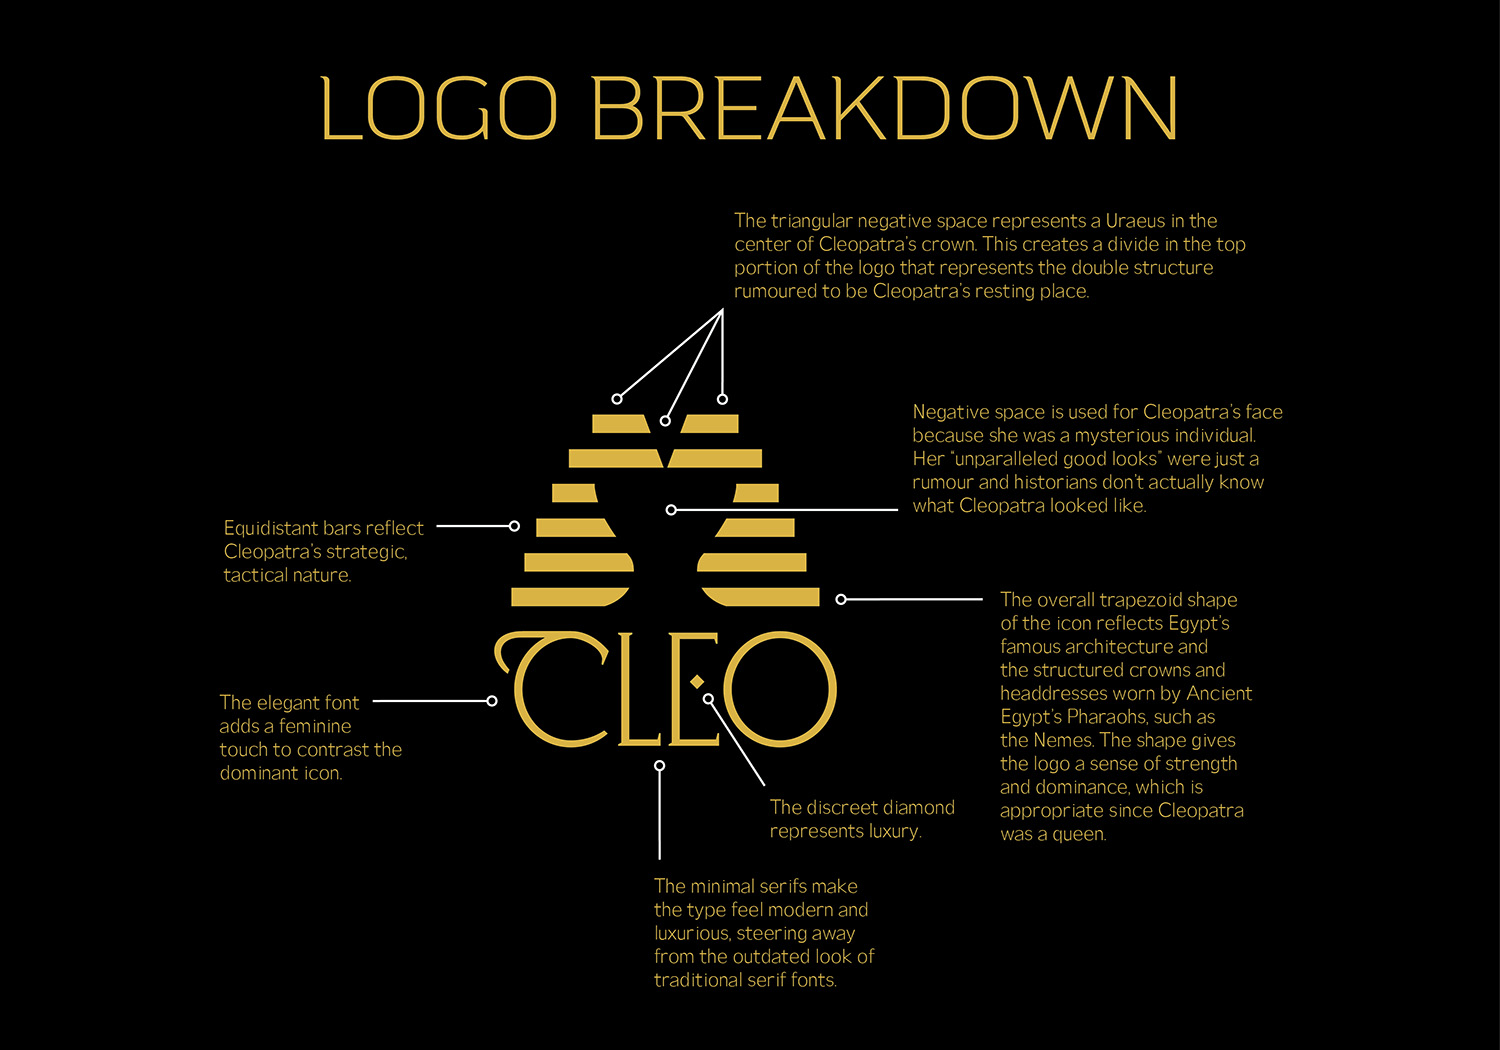 LOGO BREAKDOWN
The triangular negative space represents a Uraeus in the
center of Cleopatra's crown. This creates a divide in the top
portion of the logo that represents the double structure
rumoured to be Cleopatra's resting place.
Negative space is used for Cleopatra's face
because she was a mysterious individual.
Her "unparalleled good looks" were just a
rumour and historians don't actually know
what Cleopatra looked like.
Equidistant bars reflect
Cleopatra's strategic,
tactical nature.
The overall trapezoid shape
of the icon reflects Egypt's
famous architecture and
the structured crowns and
headdresses worn by Ancient
Egypt's Pharaohs, such as
the Nemes. The shape gives
the logo a sense of strength
and dominance, which is
appropriate since Cleopatra
was a queen.
CLEO
The elegant font
adds a feminine
touch to contrast the
dominant icon.
The discreet diamond
represents luxury.
The minimal serifs make
the type feel modern and
luxurious, steering away
from the outdated look of
traditional serif fonts.